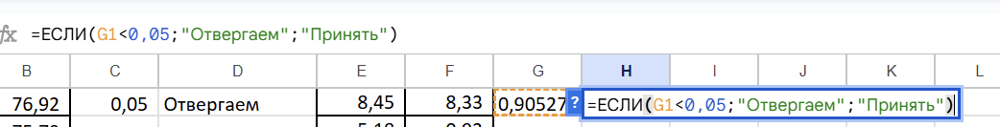 fx =ЕСЛИ(G1<0,05;"Отвергаем";"Принять")
B C D E F G H I J K L
76,92 0,05 Отвергаем 8,45 8,33 0,90527 ? =ЕСЛИ(G1<0,05;"Отвергаем";"Принять")